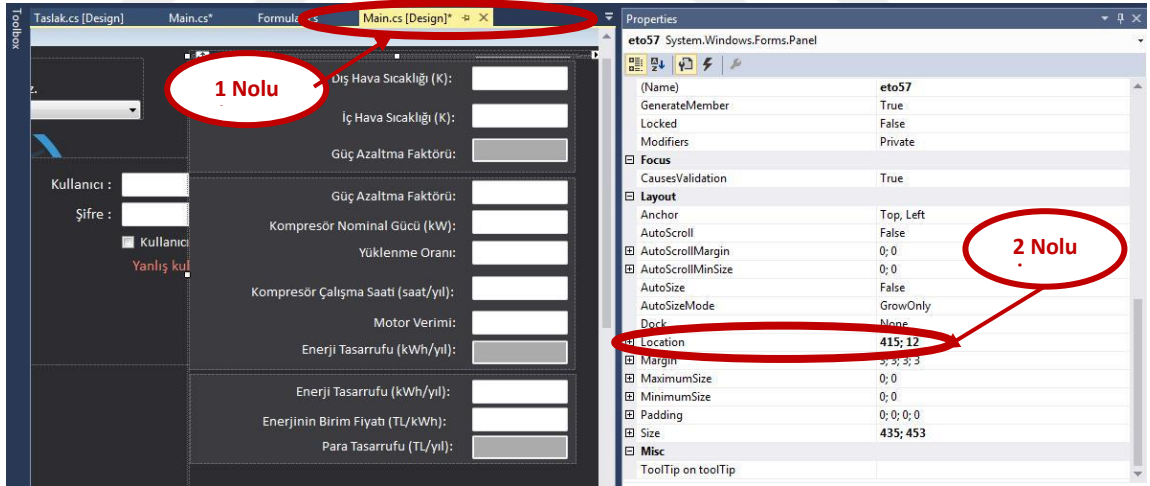 Toolbox
Taslak.cs [Design] Main.cs* Main.cs [Design]*
1 Nolu
Dış Hava Sıcaklığı (K):
İç Hava Sıcaklığı (K):
Güç Azaltma Faktörü:
Kullanıcı :
Şifre :
Güç Azaltma Faktörü:
Kompresör Nominal Gücü (kW):
Yüklenme Oranı:
Yanlış
Kompresör Çalışma Saati (saat/yıl):
Motor Verimi:
Enerji Tasarrufu (kWh/yıl):
Enerji Tasarrufu (kWh/yıl):
Enerjinin Birim Fiyatı (TL/kWh):
Para Tasarrufu (TL/yıl):
Properties
eto57 System.Windows.Forms.Panel
(Name) eto57
GenerateMember True
Locked False
Modifiers Private
Focus
CausesValidation True
Layout
Anchor Top, Left
AutoScroll False
AutoScrollMargin 0; 0
AutoScrollMinSize 0; 0
AutoSize False
AutoSizeMode GrowOnly
Dock None
Location 415; 12
Margin 3; 3; 3; 3
MaximumSize 0; 0
MinimumSize 0; 0
Padding 0; 0; 0; 0
Size 435; 453
Misc
ToolTip on toolTip
2 Nolu